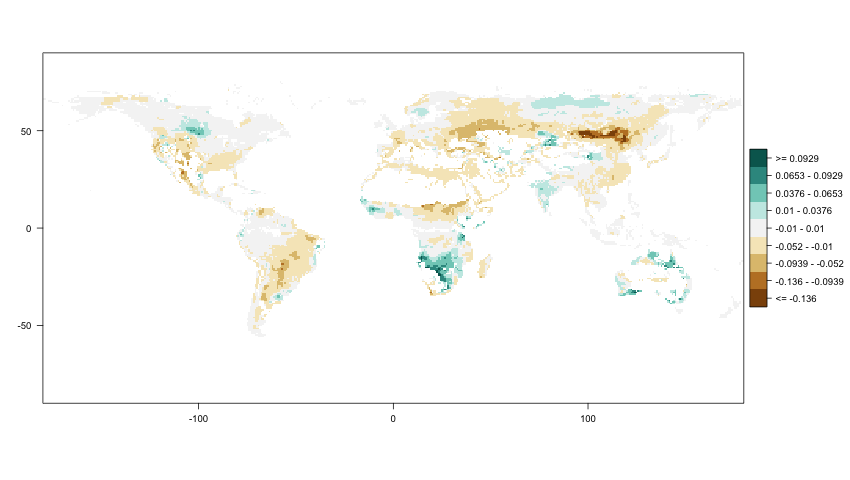 50
0
-50
-100
0
100
>= 0.0929
0.0653 - 0.0929
0.0376 - 0.0653
0.01 - 0.0376
-0.01 - 0.01
-0.052 - -0.01
-0.0939 - -0.052
-0.136 - -0.0939
<= -0.136